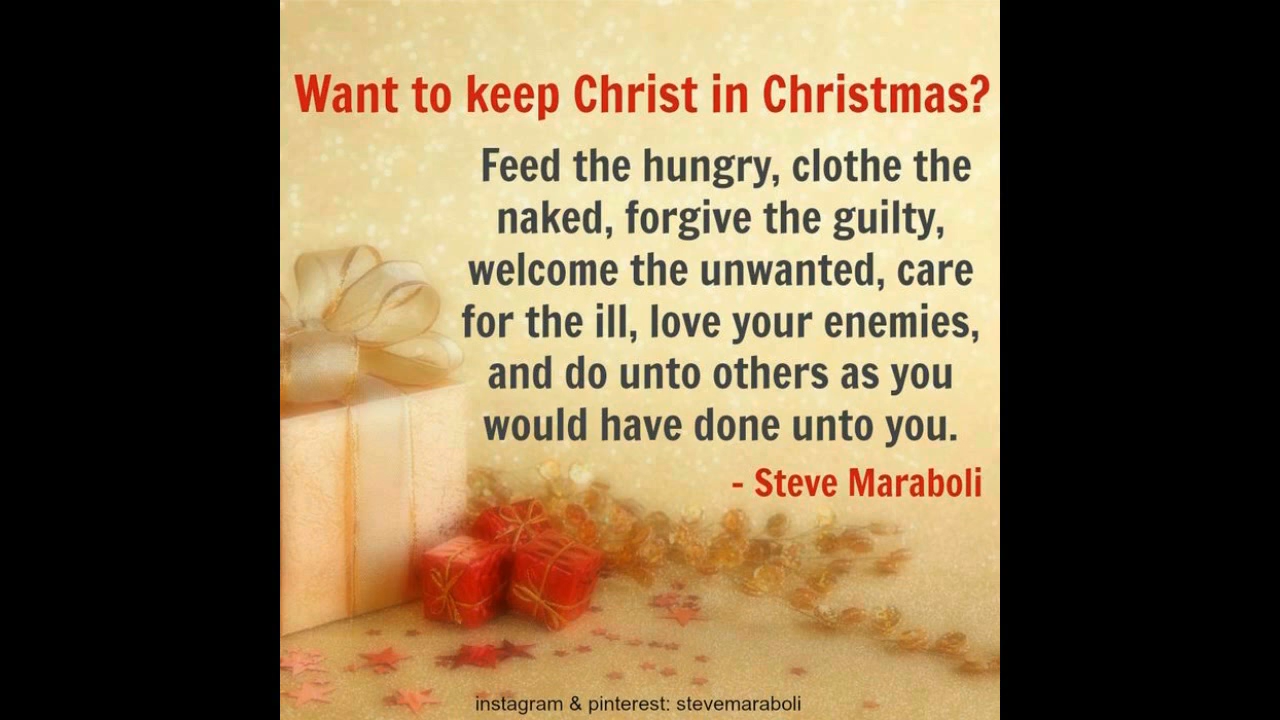 Want to keep Christ in Christmas?
Feed the hungry, clothe the
naked, forgive the guilty,
welcome the unwanted, care
for the ill, love your enemies,
and do unto others as you
would have done unto you.
- Steve Maraboli
instagram & pinterest: stevemaraboli